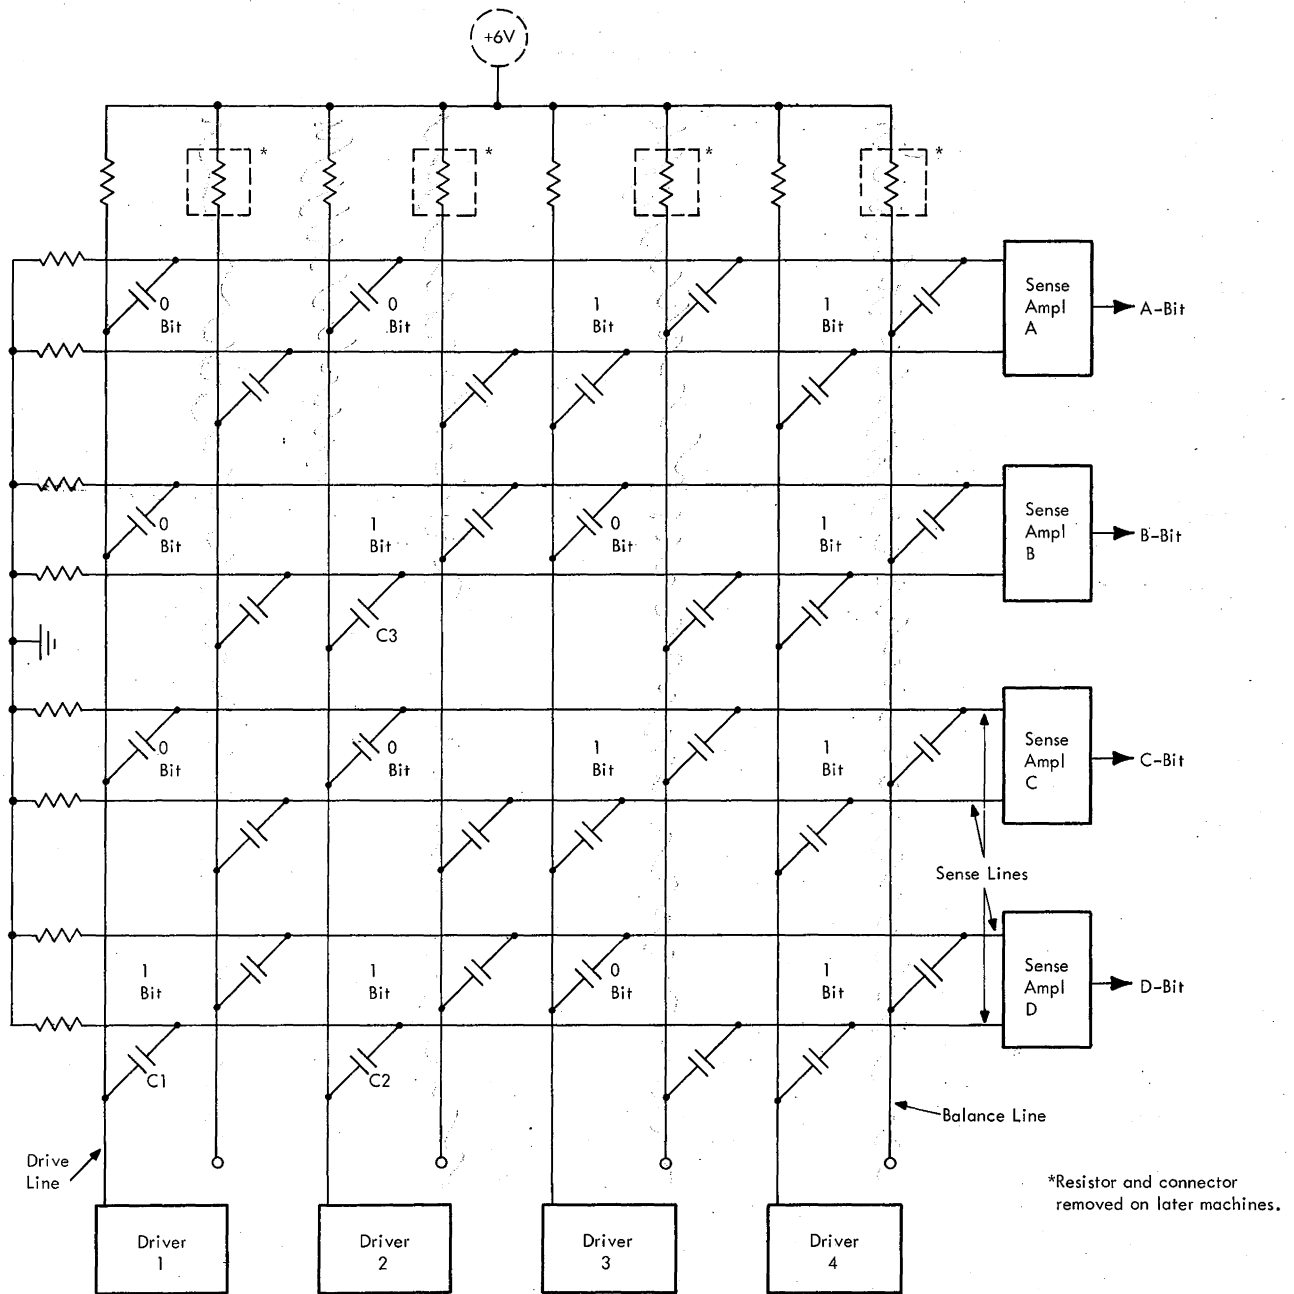 +6V
* * * *
0
Bit
0
Bit
1
Bit
1
Bit
Sense
Ampl
A
A-Bit
0
Bit
1
Bit
0
Bit
1
Bit
Sense
Ampl
B
B-Bit
C3
0
Bit
0
Bit
1
Bit
1
Bit
Sense
Ampl
C
C-Bit
Sense Lines
1
Bit
1
Bit
0
Bit
1
Bit
Sense
Ampl
D
D-Bit
C1
C2
Balance Line
Drive
Line
*Resistor and connector
removed on later machines.
Driver
1
Driver
2
Driver
3
Driver
4